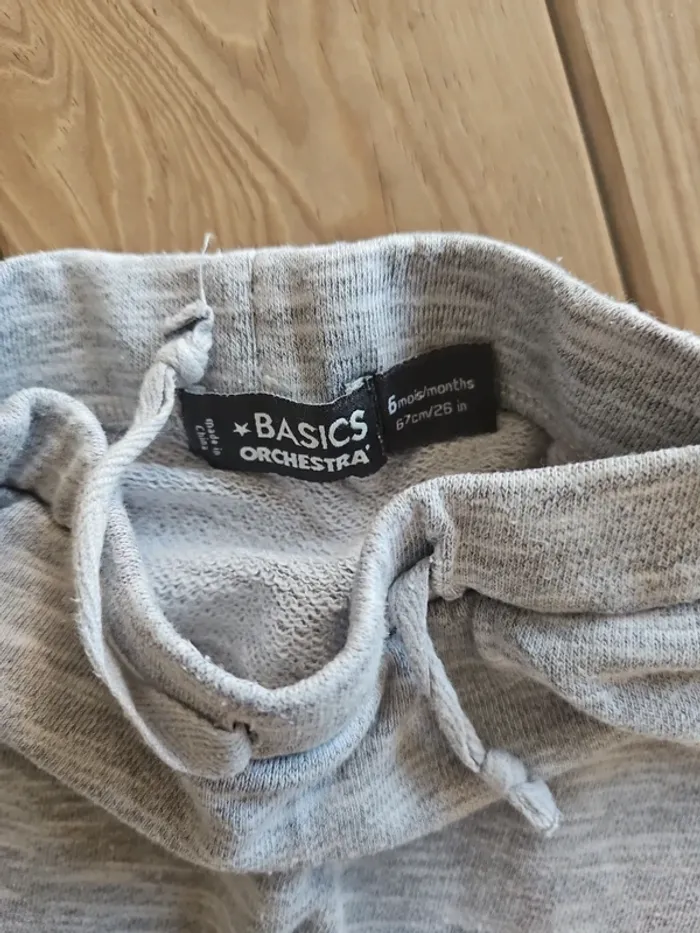 Made in
China
★BASICS
ORCHESTRA
6 mois/months
67cm/26 in